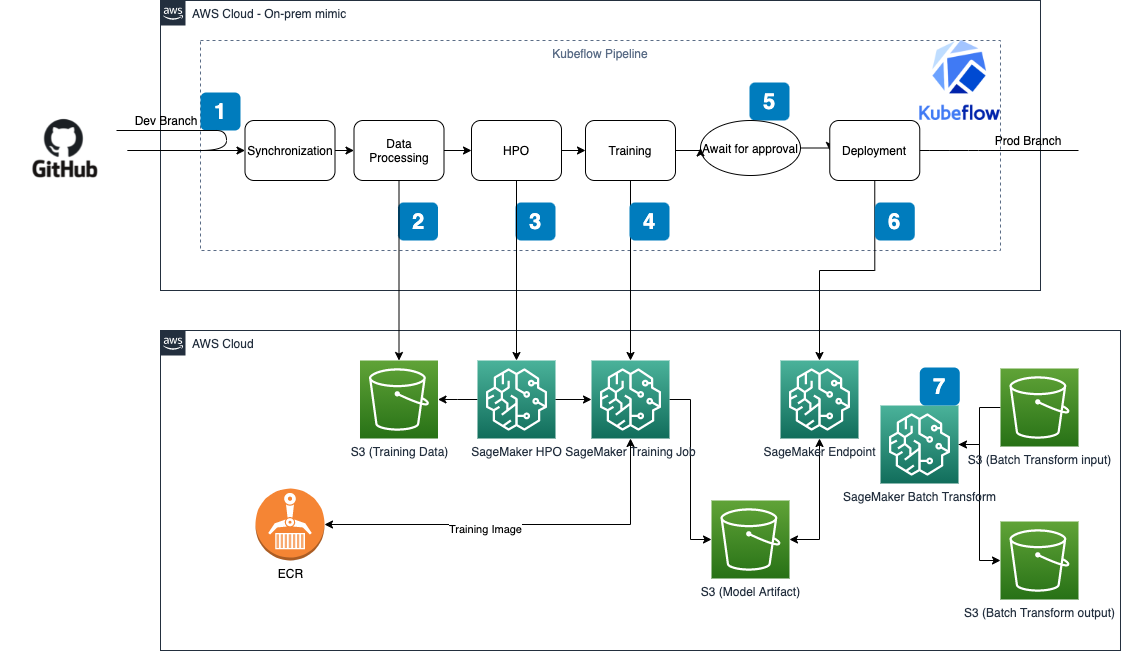 aws
AWS Cloud - On-prem mimic
Kubeflow Pipeline
Kubeflow
1
5
Dev Branch
GitHub
Synchronization
Data
Processing
HPO
Training
Await for approval
Deployment
Prod Branch
2
3
4
6
aws
AWS Cloud
7
S3 (Training Data)
SageMaker HPO
SageMaker Training Job
SageMaker Endpoint
S3 (Batch Transform input)
SageMaker Batch Transform
Training Image
ECR
S3 (Model Artifact)
S3 (Batch Transform output)